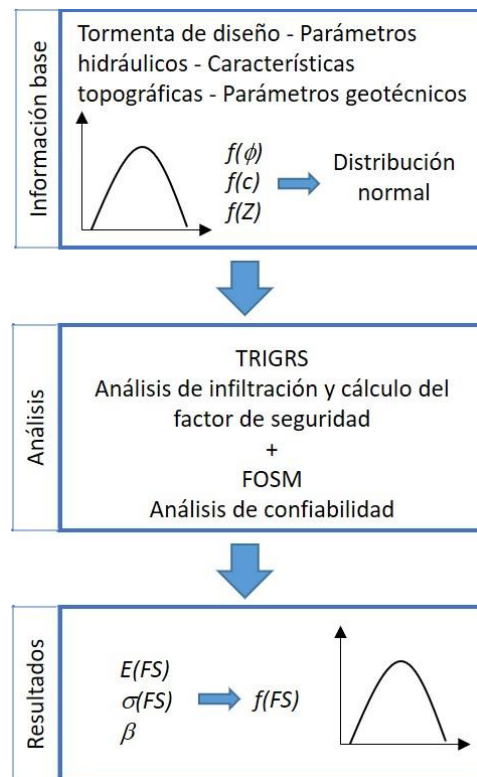 Información base
Tormenta de diseño - Parámetros
hidráulicos - Características
topográficas - Parámetros geotécnicos
f(ϕ)
f(c)
f(Z)
Distribución
normal
Análisis
TRIGRS
Análisis de infiltración y cálculo del
factor de seguridad
+
FOSM
Análisis de confiabilidad
Resultados
E(FS)
σ(FS)
β
f(FS)